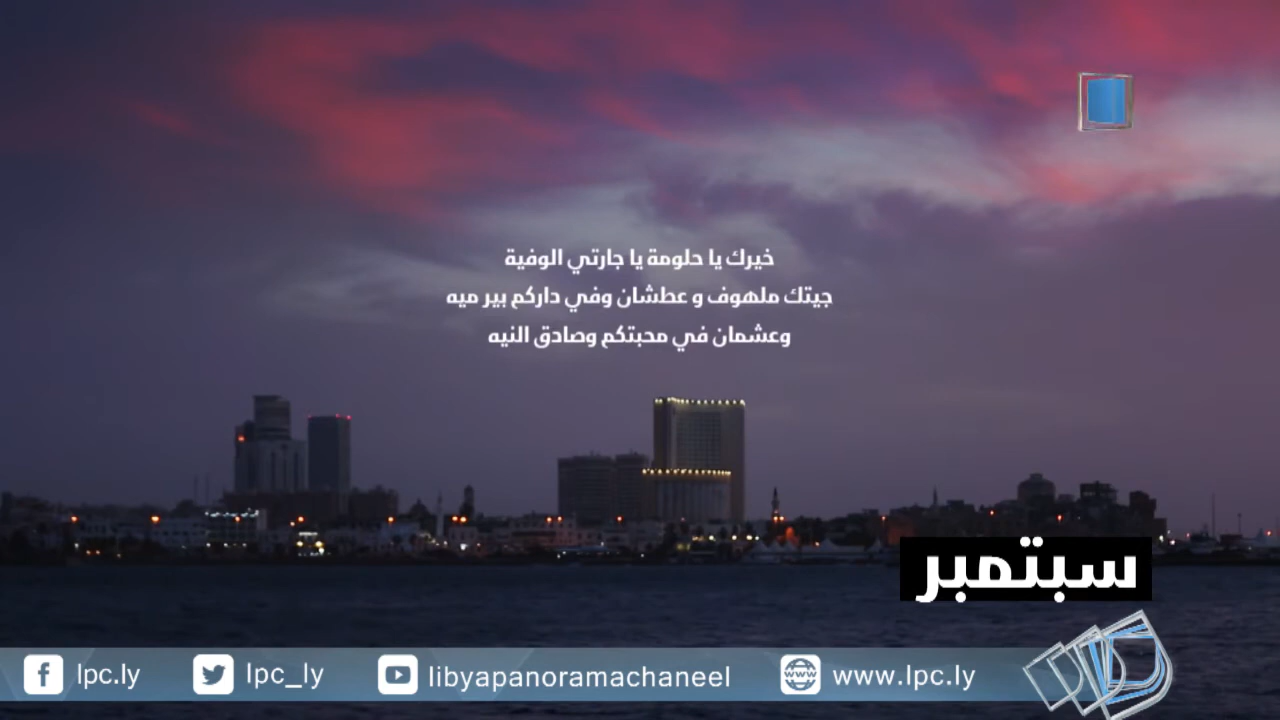 خيرك يا حلومة يا جارتي الوفية
جيتك ملهوف و عطشان وفي داركم بير ميه
وعشمان في محبتكم وصادق النيه
سبتمبر
lpc.ly
lpc_ly
libyapanoramachaneel
www.lpc.ly